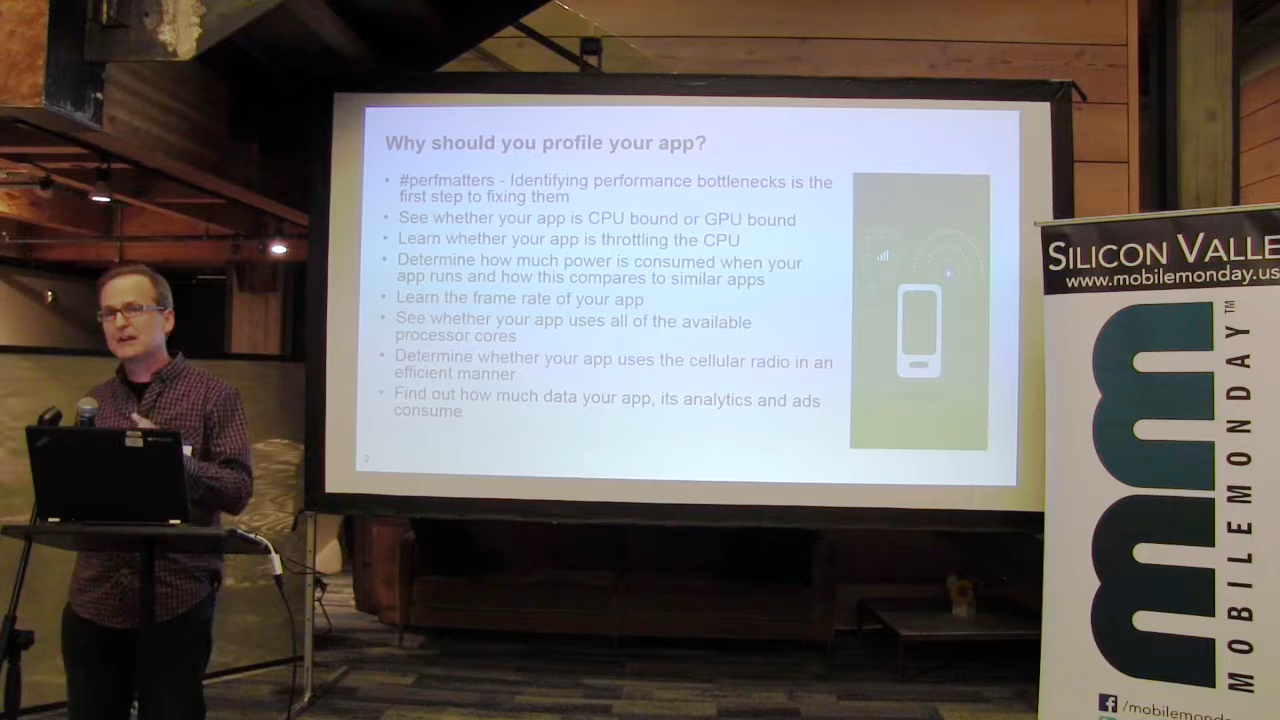 Why should you profile your app?
• #perfmatters - Identifying performance bottlenecks is the
first step to fixing them
• See whether your app is CPU bound or GPU bound
• Learn whether your app is throttling the CPU
• Determine how much power is consumed when your
app runs and how this compares to similar apps
• Learn the frame rate of your app
• See whether your app uses all of the available
processor cores
• Determine whether your app uses the cellular radio in an
efficient manner
• Find out how much data your app, its analytics and ads
consume
SILICON VALLE
www.mobilemonday.us
MOBILEMONDAY™
f /mobilemonda